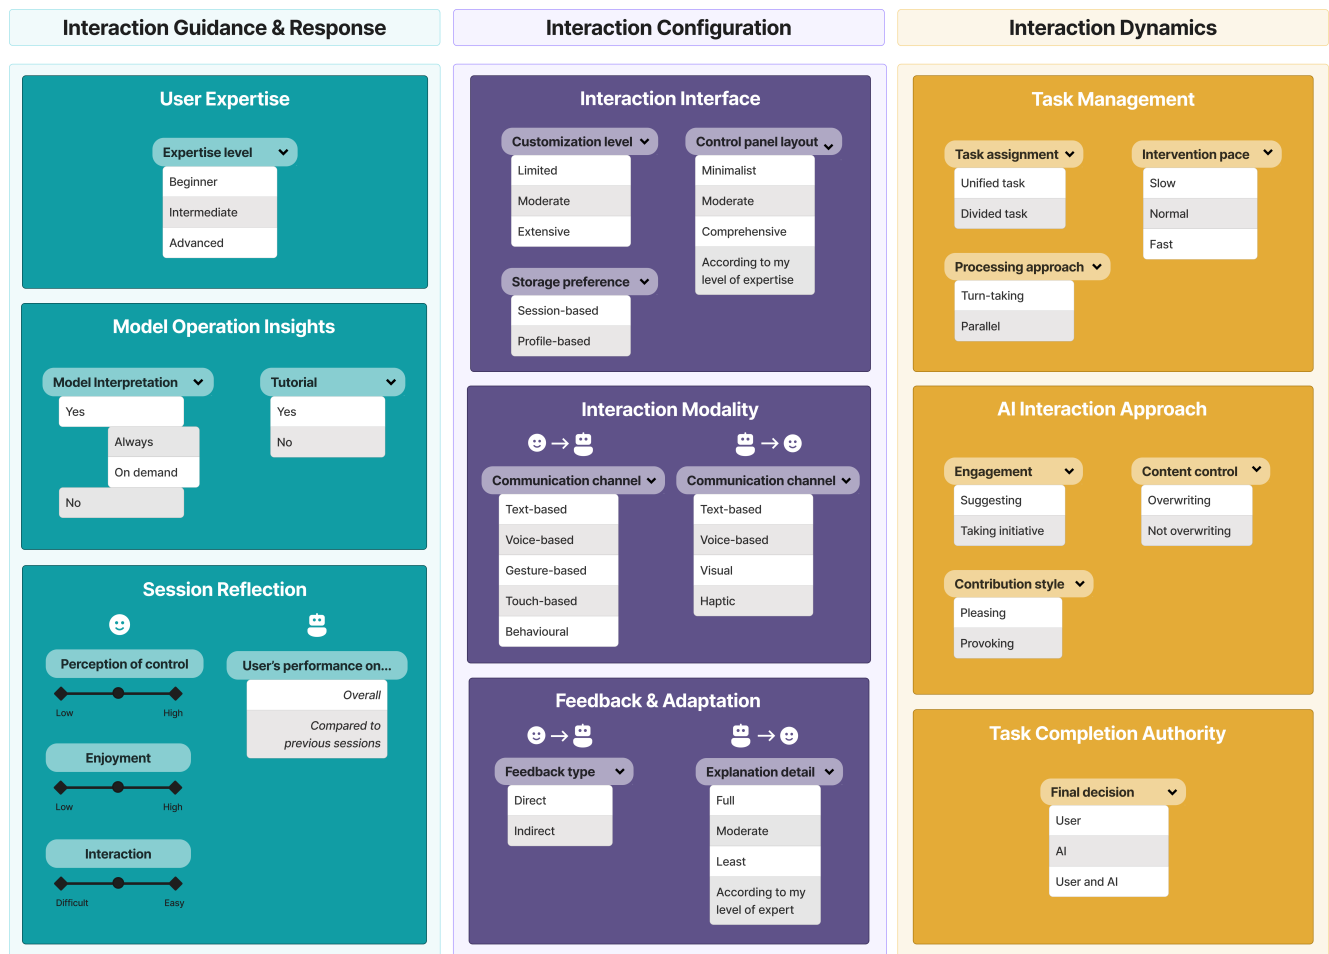 Interaction Guidance & Response
User Expertise
Expertise level
Beginner
Intermediate
Advanced
Model Operation Insights
Model Interpretation
Yes
Always
On demand
No
Tutorial
Yes
No
Session Reflection
Perception of control
Low
High
Enjoyment
Low
High
Interaction
Difficult
Easy
User's performance on...
Overall
Compared to
previous sessions
Interaction Configuration
Interaction Interface
Customization level
Limited
Moderate
Extensive
Control panel layout
Minimalist
Moderate
Comprehensive
According to my
level of expertise
Storage preference
Session-based
Profile-based
Interaction Modality
Communication channel
Text-based
Voice-based
Gesture-based
Touch-based
Behavioural
Communication channel
Text-based
Voice-based
Visual
Haptic
Feedback & Adaptation
Feedback type
Direct
Indirect
Explanation detail
Full
Moderate
Least
According to my
level of expert
Interaction Dynamics
Task Management
Task assignment
Unified task
Divided task
Intervention pace
Slow
Normal
Fast
Processing approach
Turn-taking
Parallel
AI Interaction Approach
Engagement
Suggesting
Taking initiative
Content control
Overwriting
Not overwriting
Contribution style
Pleasing
Provoking
Task Completion Authority
Final decision
User
AI
User and AI